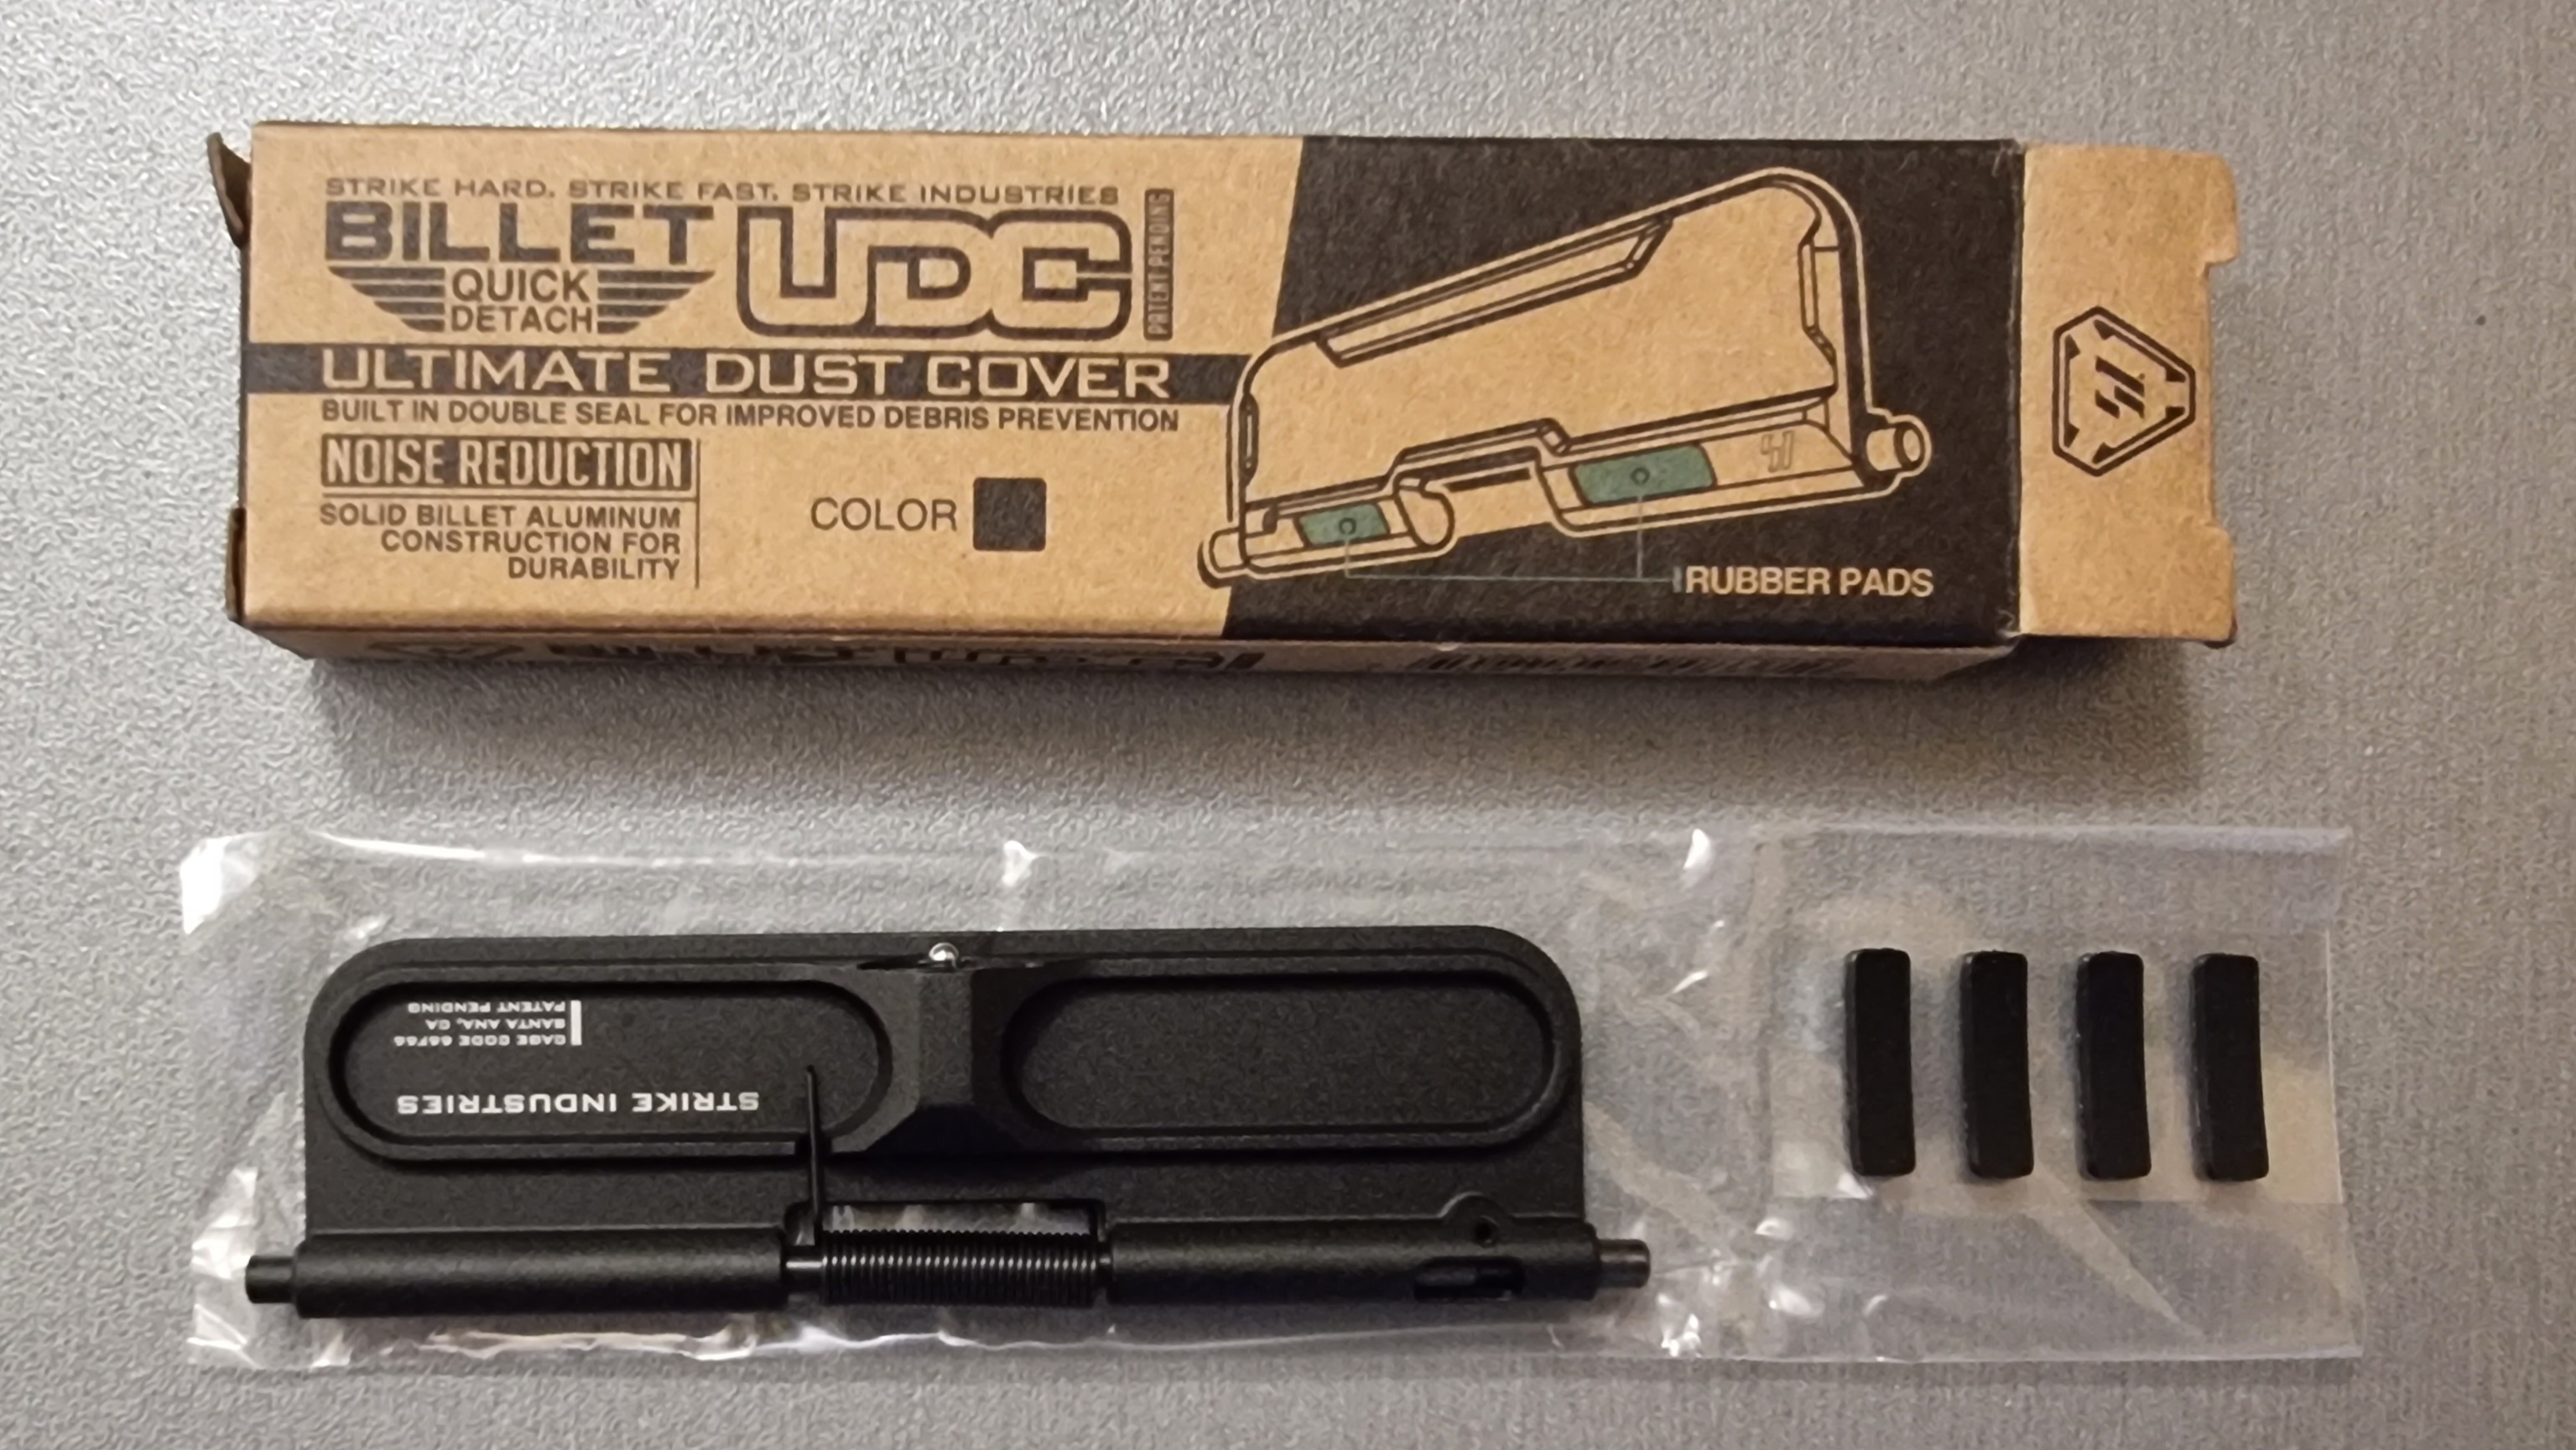 STRIKE HARD. STRIKE FAST. STRIKE INDUSTRIES
BILLET UDC
QUICK
DETACH
PATENT PENDING
ULTIMATE DUST COVER
BUILT IN DOUBLE SEAL FOR IMPROVED DEBRIS PREVENTION
NOISE REDUCTION
SOLID BILLET ALUMINUM
CONSTRUCTION FOR
DURABILITY
COLOR
RUBBER PADS
SI
STRIKE INDUSTRIES
CAGE CODE
SANTA ANA, CA
PATENT PENDING